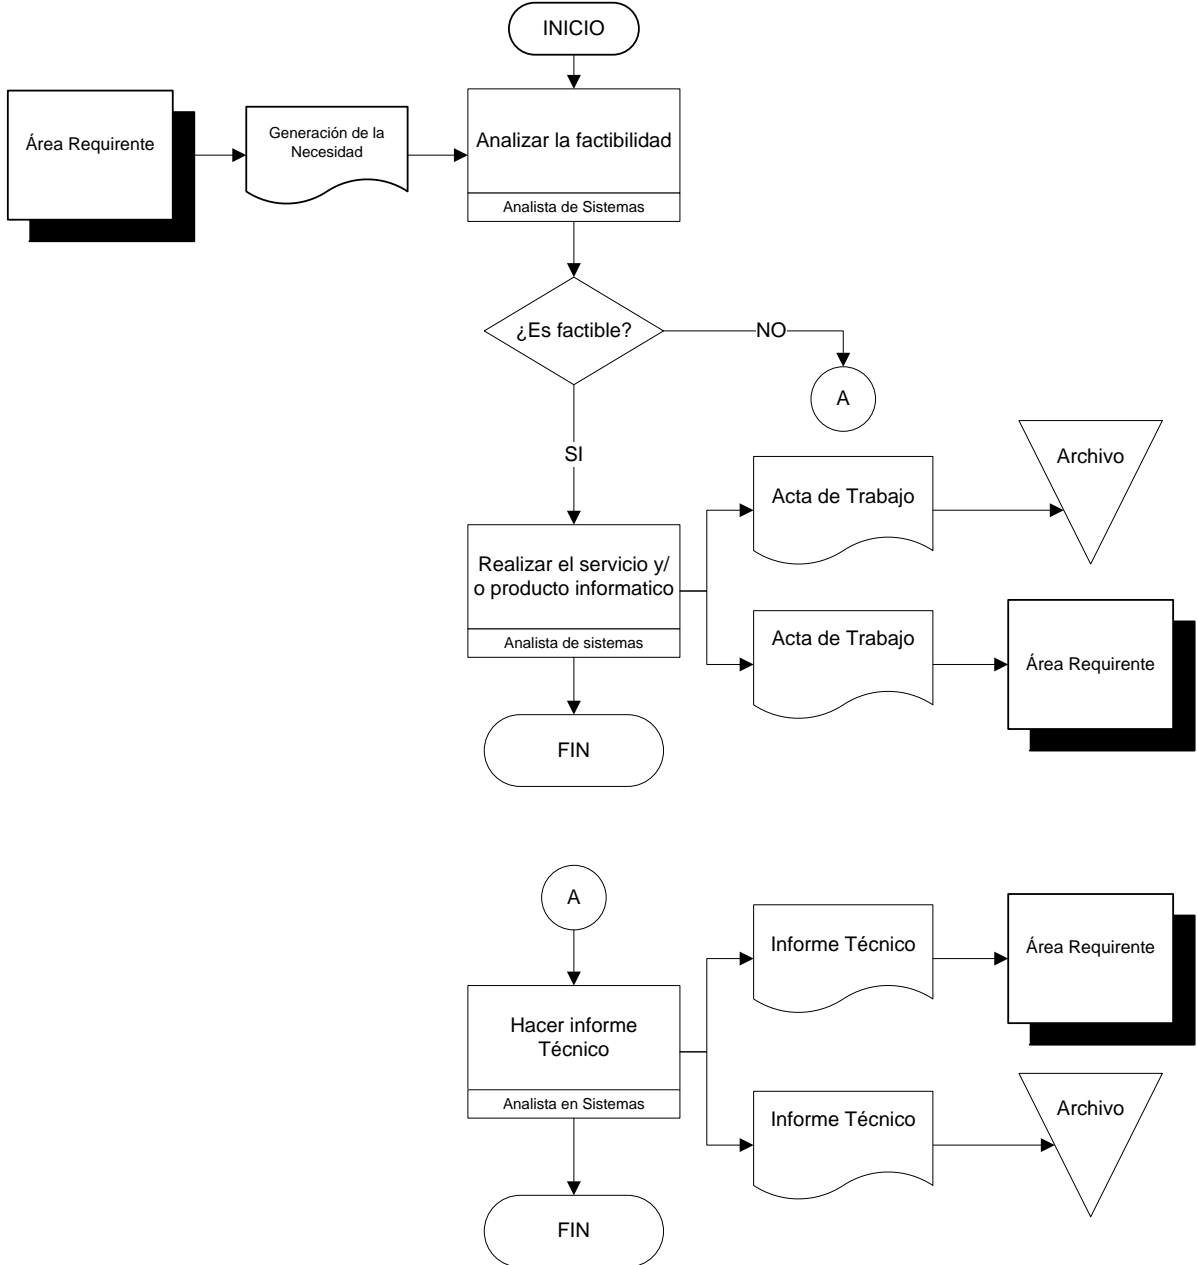 INICIO
Área Requirente
Generación de la
Necesidad
Analizar la factibilidad
Analista de Sistemas
¿Es factible?
NO
A
SI
Acta de Trabajo
Archivo
Realizar el servicio y/
o producto informatico
Analista de sistemas
Acta de Trabajo
Área Requirente
FIN
A
Informe Técnico
Área Requirente
Hacer informe
Técnico
Analista en Sistemas
Informe Técnico
Archivo
FIN